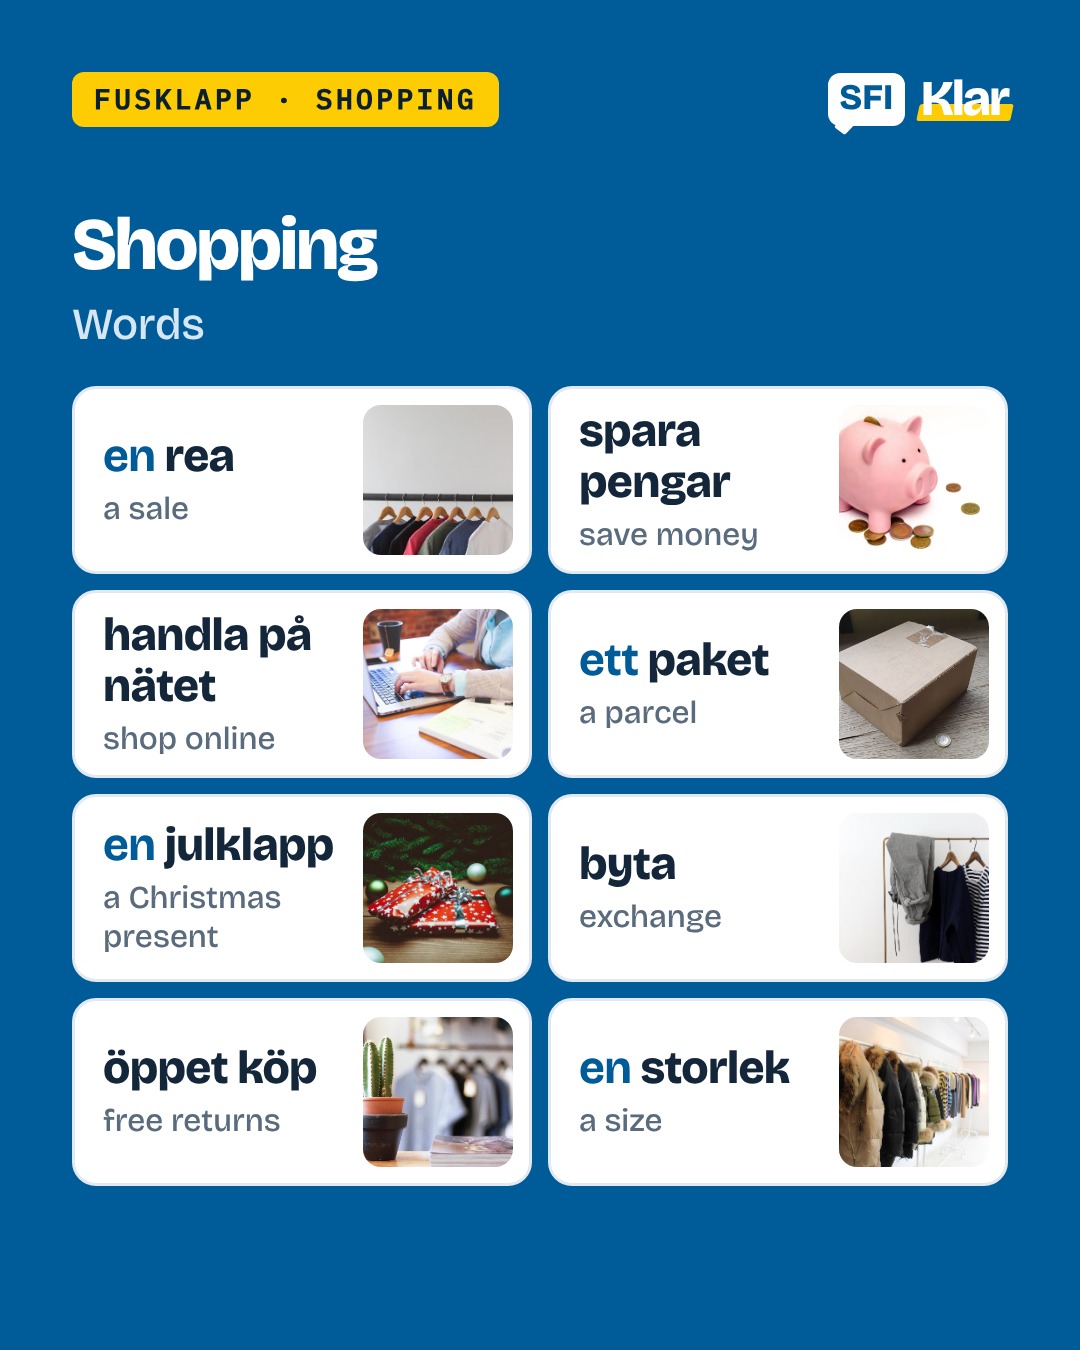 FUSKLAPP · SHOPPING
SFI Klar
Shopping
Words
en rea
a sale
spara
pengar
save money
handla på
nätet
shop online
ett paket
a parcel
en julklapp
a Christmas
present
byta
exchange
öppet köp
free returns
en storlek
a size